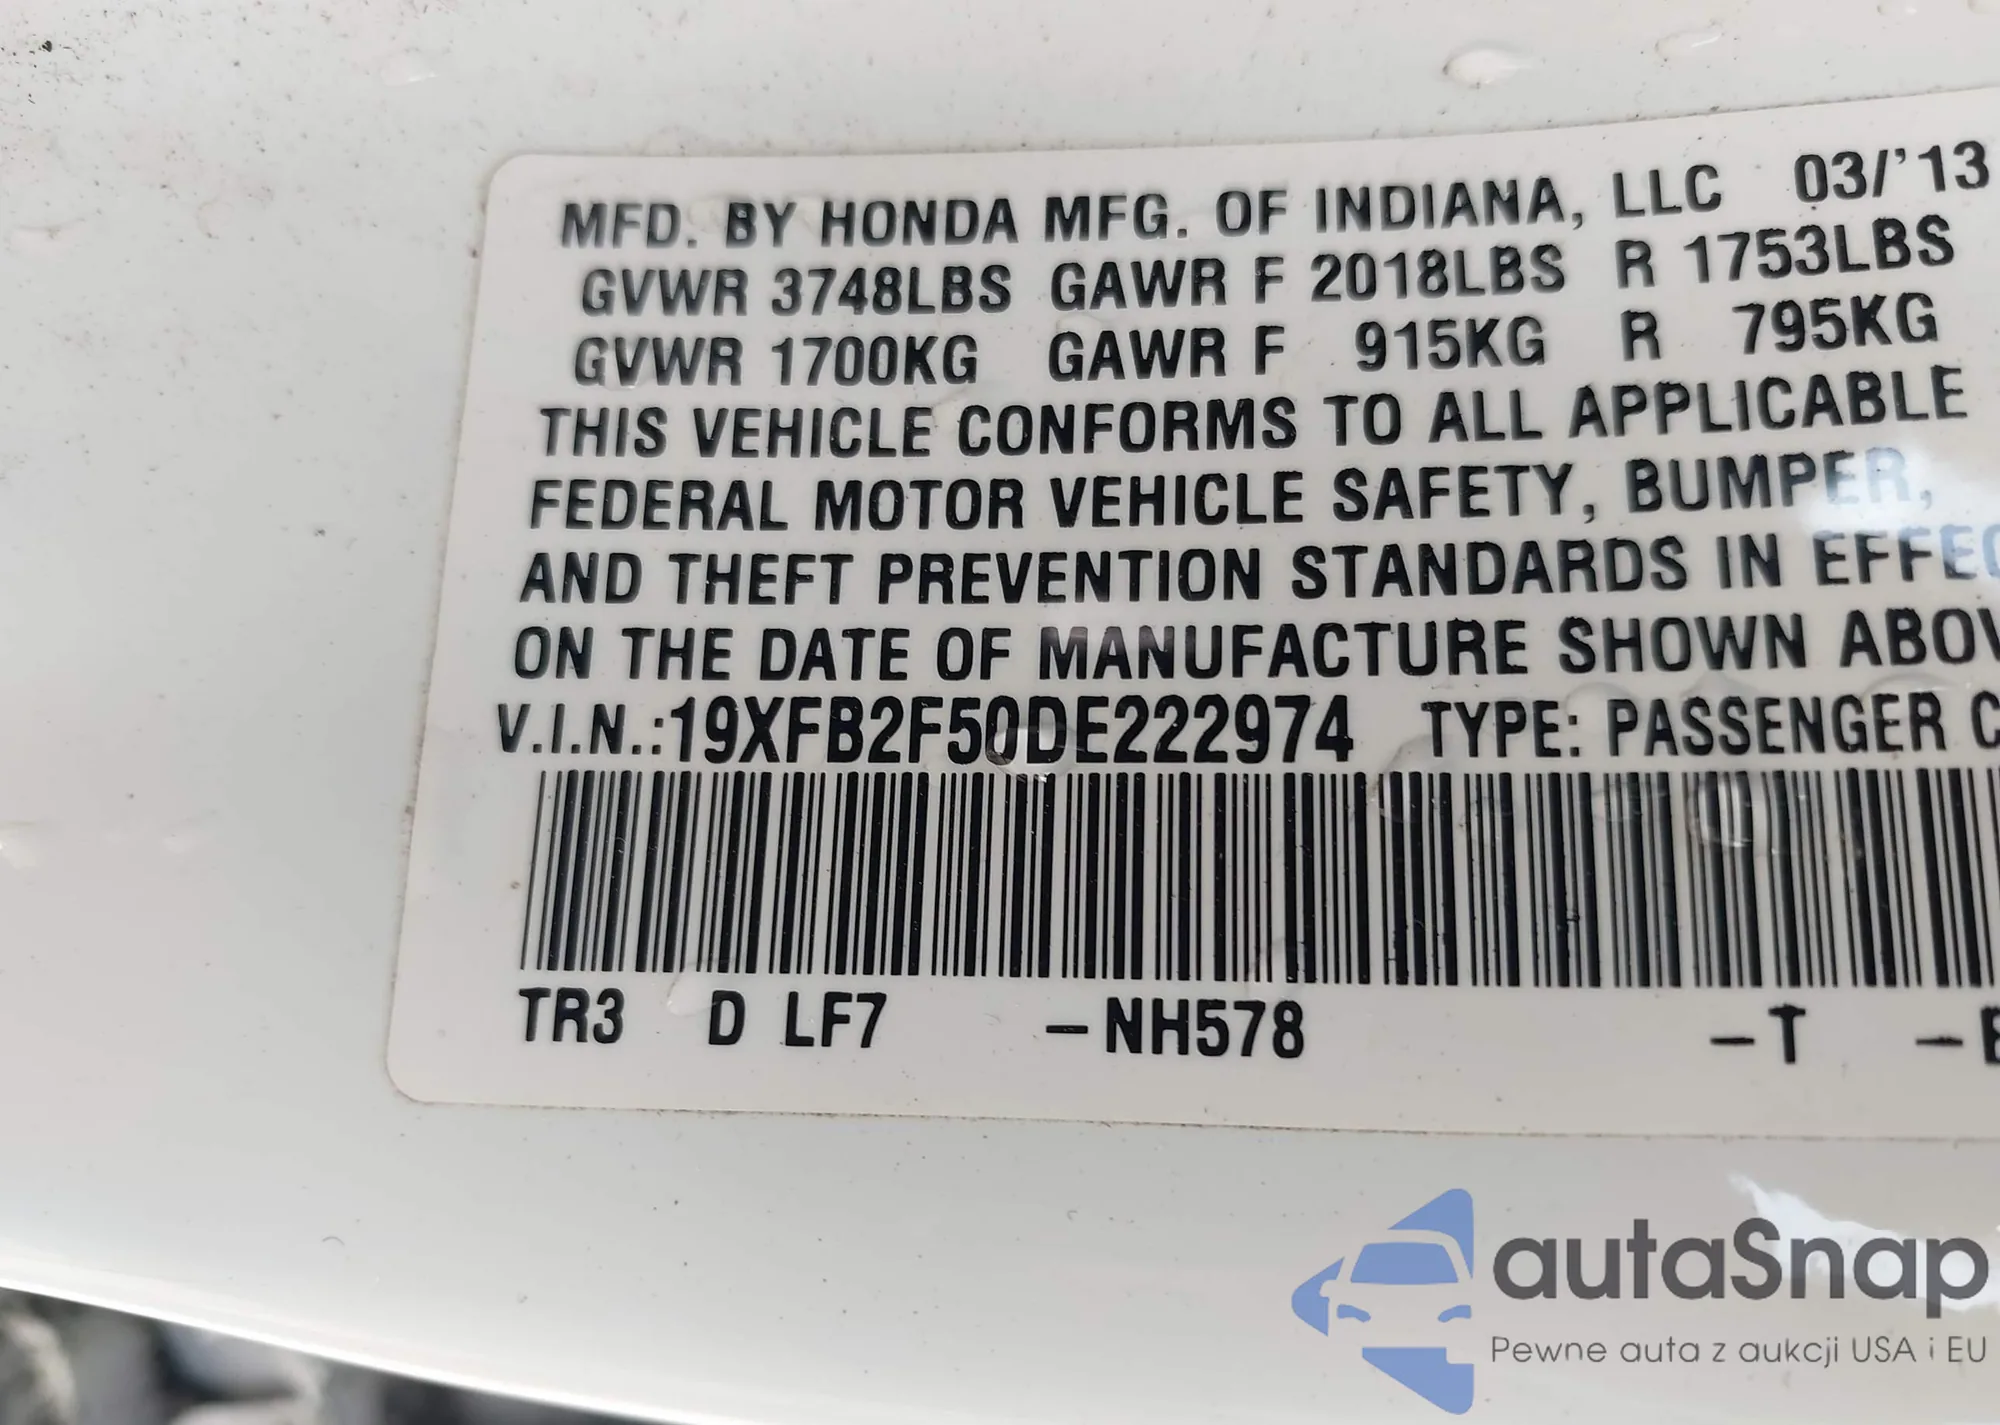 MFD. BY HONDA MFG. OF INDIANA, LLC 03/'13
GVWR 3748LBS GAWR F 2018LBS R 1753LBS
GVWR 1700KG GAWR F 915KG R 795KG
THIS VEHICLE CONFORMS TO ALL APPLICABLE
FEDERAL MOTOR VEHICLE SAFETY, BUMPER,
AND THEFT PREVENTION STANDARDS IN EFFEC
ON THE DATE OF MANUFACTURE SHOWN ABOV
V.I.N.:19XFB2F50DE222974 TYPE: PASSENGER C
TR3 D LF7 -NH578 -T -
autaSnap
Pewne auta z aukcji USA i EU